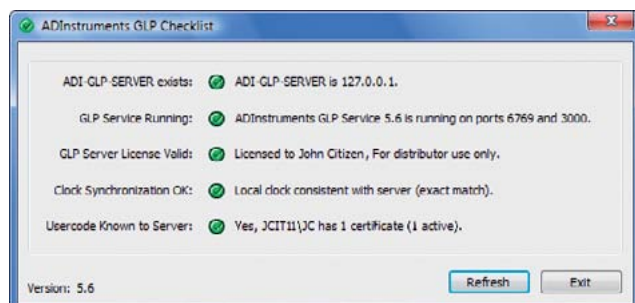 ADInstruments GLP Checklist
ADI-GLP-SERVER exists: ADI-GLP-SERVER is 127.0.0.1.
GLP Service Running: ADInstruments GLP Service 5.6 is running on ports 6769 and 3000.
GLP Server License Valid: Licensed to John Citizen, For distributor use only.
Clock Synchronization OK: Local clock consistent with server (exact match).
Usercode Known to Server: Yes, JCIT11\JC has 1 certificate (1 active).
Version: 5.6 Refresh Exit